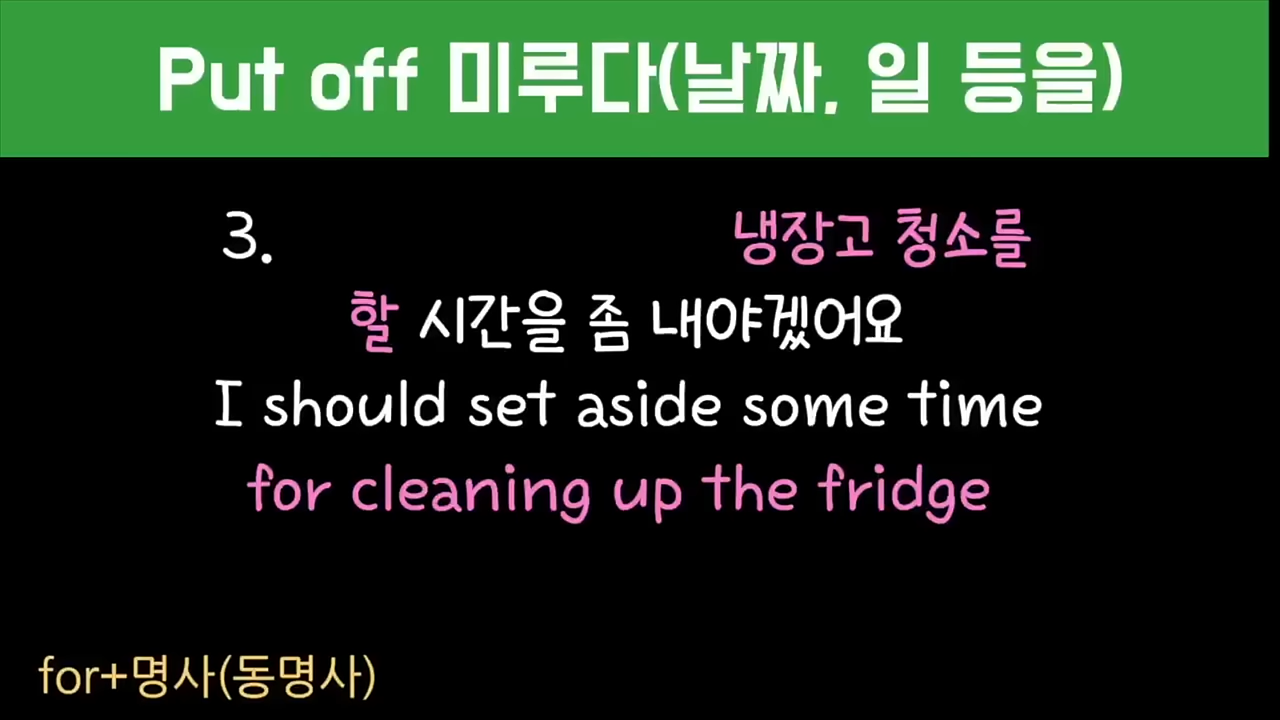 Put off 미루다(날짜, 일 등을)
3. 냉장고 청소를
할 시간을 좀 내야겠어요
I should set aside some time
for cleaning up the fridge
for+명사(동명사)